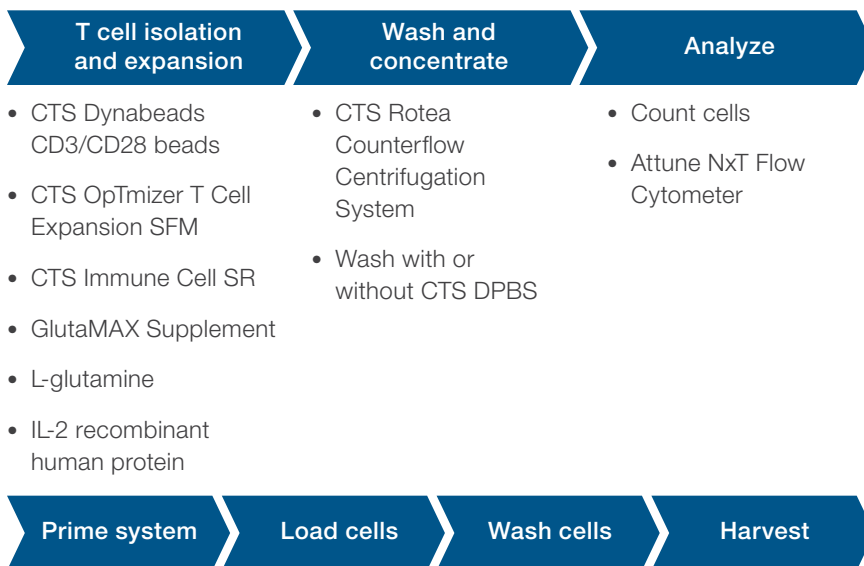 T cell isolation
and expansion
Wash and
concentrate
Analyze
• CTS Dynabeads
CD3/CD28 beads
• CTS OpTmizer T Cell
Expansion SFM
• CTS Immune Cell SR
• GlutaMAX Supplement
• L-glutamine
• IL-2 recombinant
human protein
• CTS Rotea
Counterflow
Centrifugation
System
• Wash with or
without CTS DPBS
• Count cells
• Attune NxT Flow
Cytometer
Prime system
Load cells
Wash cells
Harvest